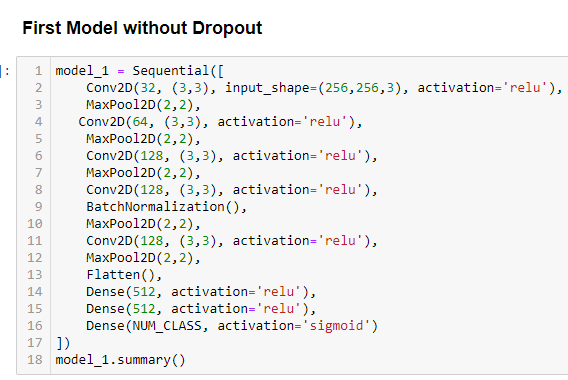 First Model without Dropout
]:
1 model_1 = Sequential([
2     Conv2D(32, (3,3), input_shape=(256,256,3), activation='relu'),
3     MaxPool2D(2,2),
4    Conv2D(64, (3,3), activation='relu'),
5     MaxPool2D(2,2),
6     Conv2D(128, (3,3), activation='relu'),
7     MaxPool2D(2,2),
8     Conv2D(128, (3,3), activation='relu'),
9     BatchNormalization(),
10     MaxPool2D(2,2),
11     Conv2D(128, (3,3), activation='relu'),
12     MaxPool2D(2,2),
13     Flatten(),
14     Dense(512, activation='relu'),
15     Dense(512, activation='relu'),
16     Dense(NUM_CLASS, activation='sigmoid')
17 ])
18 model_1.summary()